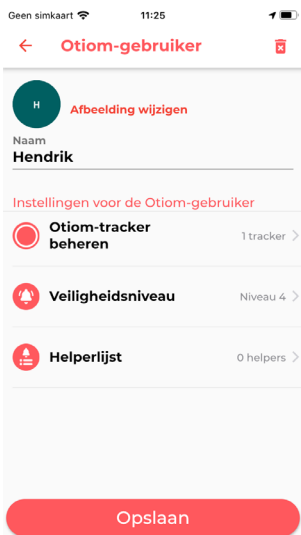 Geen simkaart 11:25
Otiom-gebruiker
H
Afbeelding wijzigen
Naam
Hendrik
Instellingen voor de Otiom-gebruiker
Otiom-tracker
beheren
1 tracker
Veiligheidsniveau
Niveau 4
Helperlijst
0 helpers
Opslaan